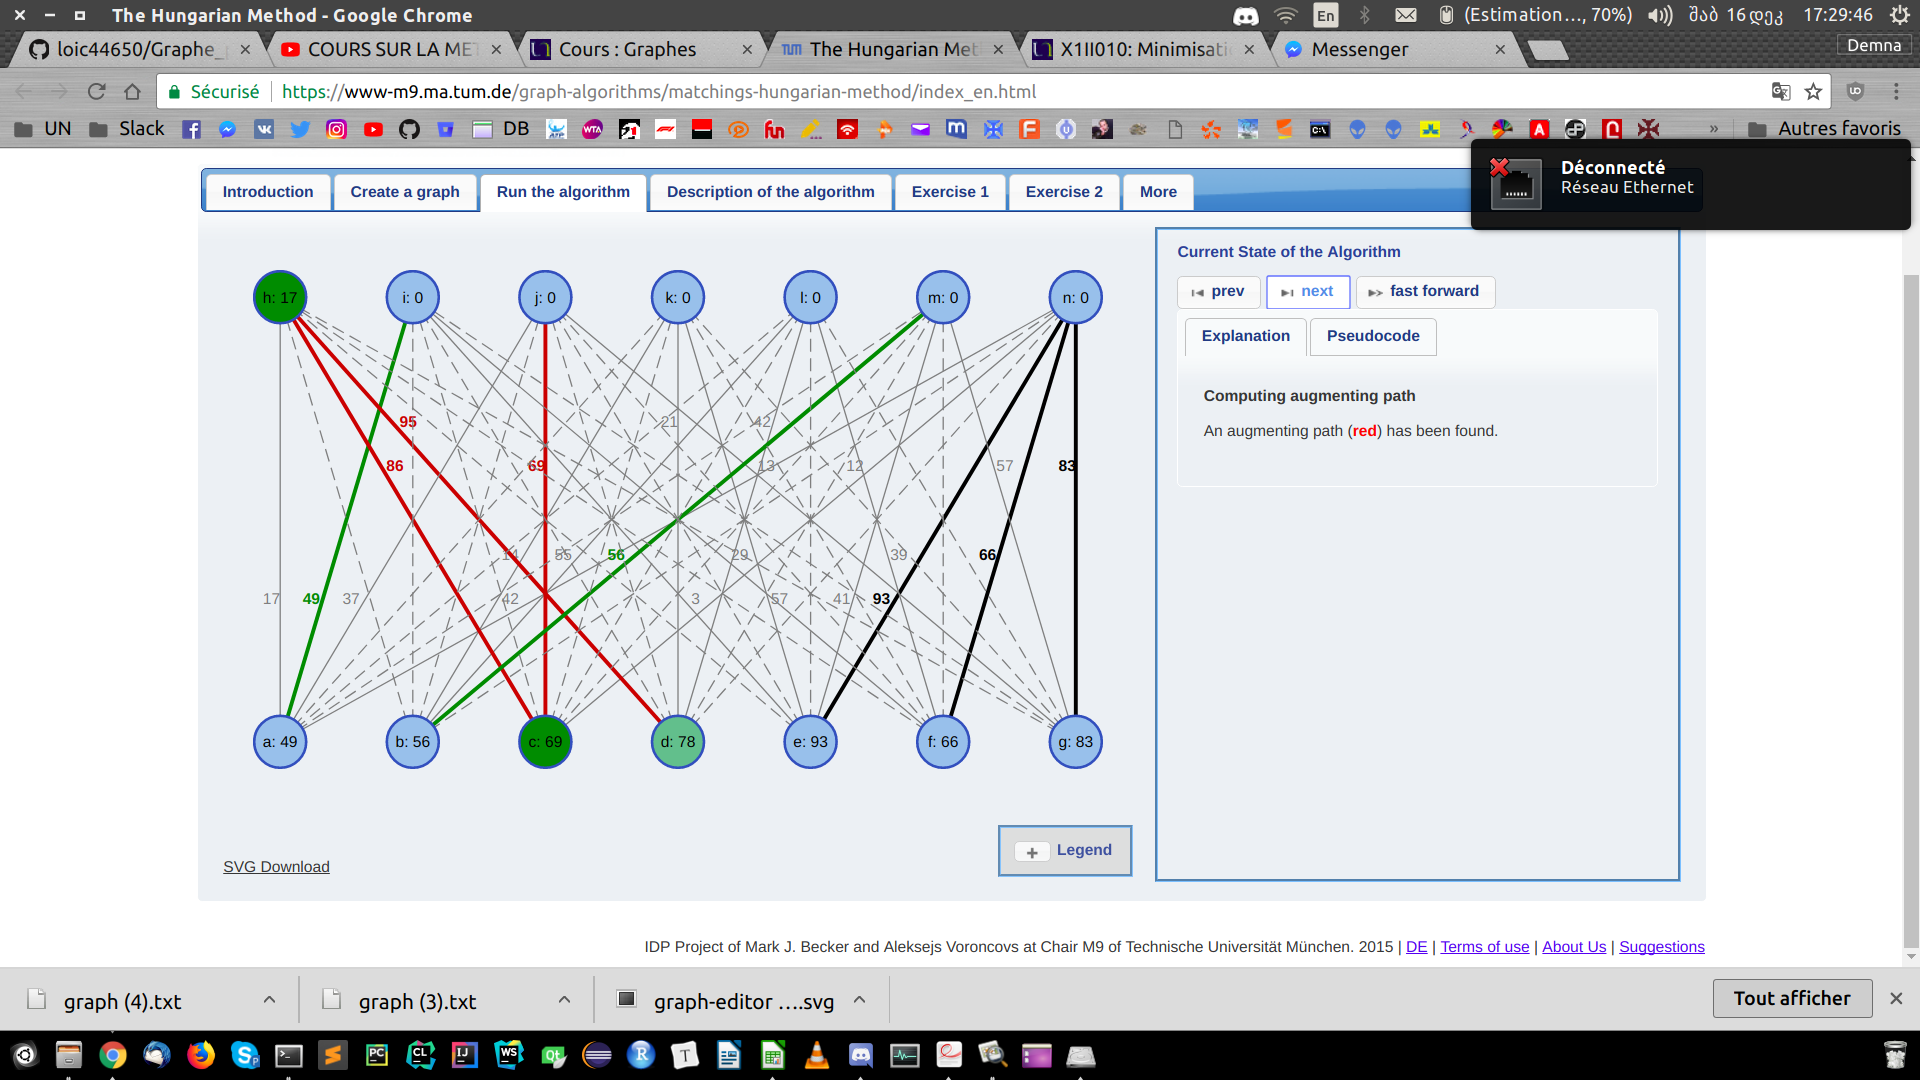 The Hungarian Method - Google Chrome
En
(Estimation..., 70%)
შაბ 16 დეკ 17:29:46
loic44650/Graphe_
COURS SUR LA MET
Cours : Graphes
TUM The Hungarian Met
X1II010: Minimisati
Messenger
Demna
Sécurisé
https://www-m9.ma.tum.de/graph-algorithms/matchings-hungarian-method/index_en.html
UN
Slack
DB
»
Autres favoris
Déconnecté
Réseau Ethernet
Introduction
Create a graph
Run the algorithm
Description of the algorithm
Exercise 1
Exercise 2
More
h: 17
i: 0
j: 0
k: 0
l: 0
m: 0
n: 0
95
21
42
86
69
13
12
57
83
14
55
56
29
39
66
17
49
37
42
3
57
41
93
a: 49
b: 56
c: 69
d: 78
e: 93
f: 66
g: 83
SVG Download
Legend
Current State of the Algorithm
prev
next
fast forward
Explanation
Pseudocode
Computing augmenting path
An augmenting path (red) has been found.
IDP Project of Mark J. Becker and Aleksejs Voroncovs at Chair M9 of Technische Universität München. 2015 | DE | Terms of use | About Us | Suggestions
graph (4).txt
graph (3).txt
graph-editor ....svg
Tout afficher